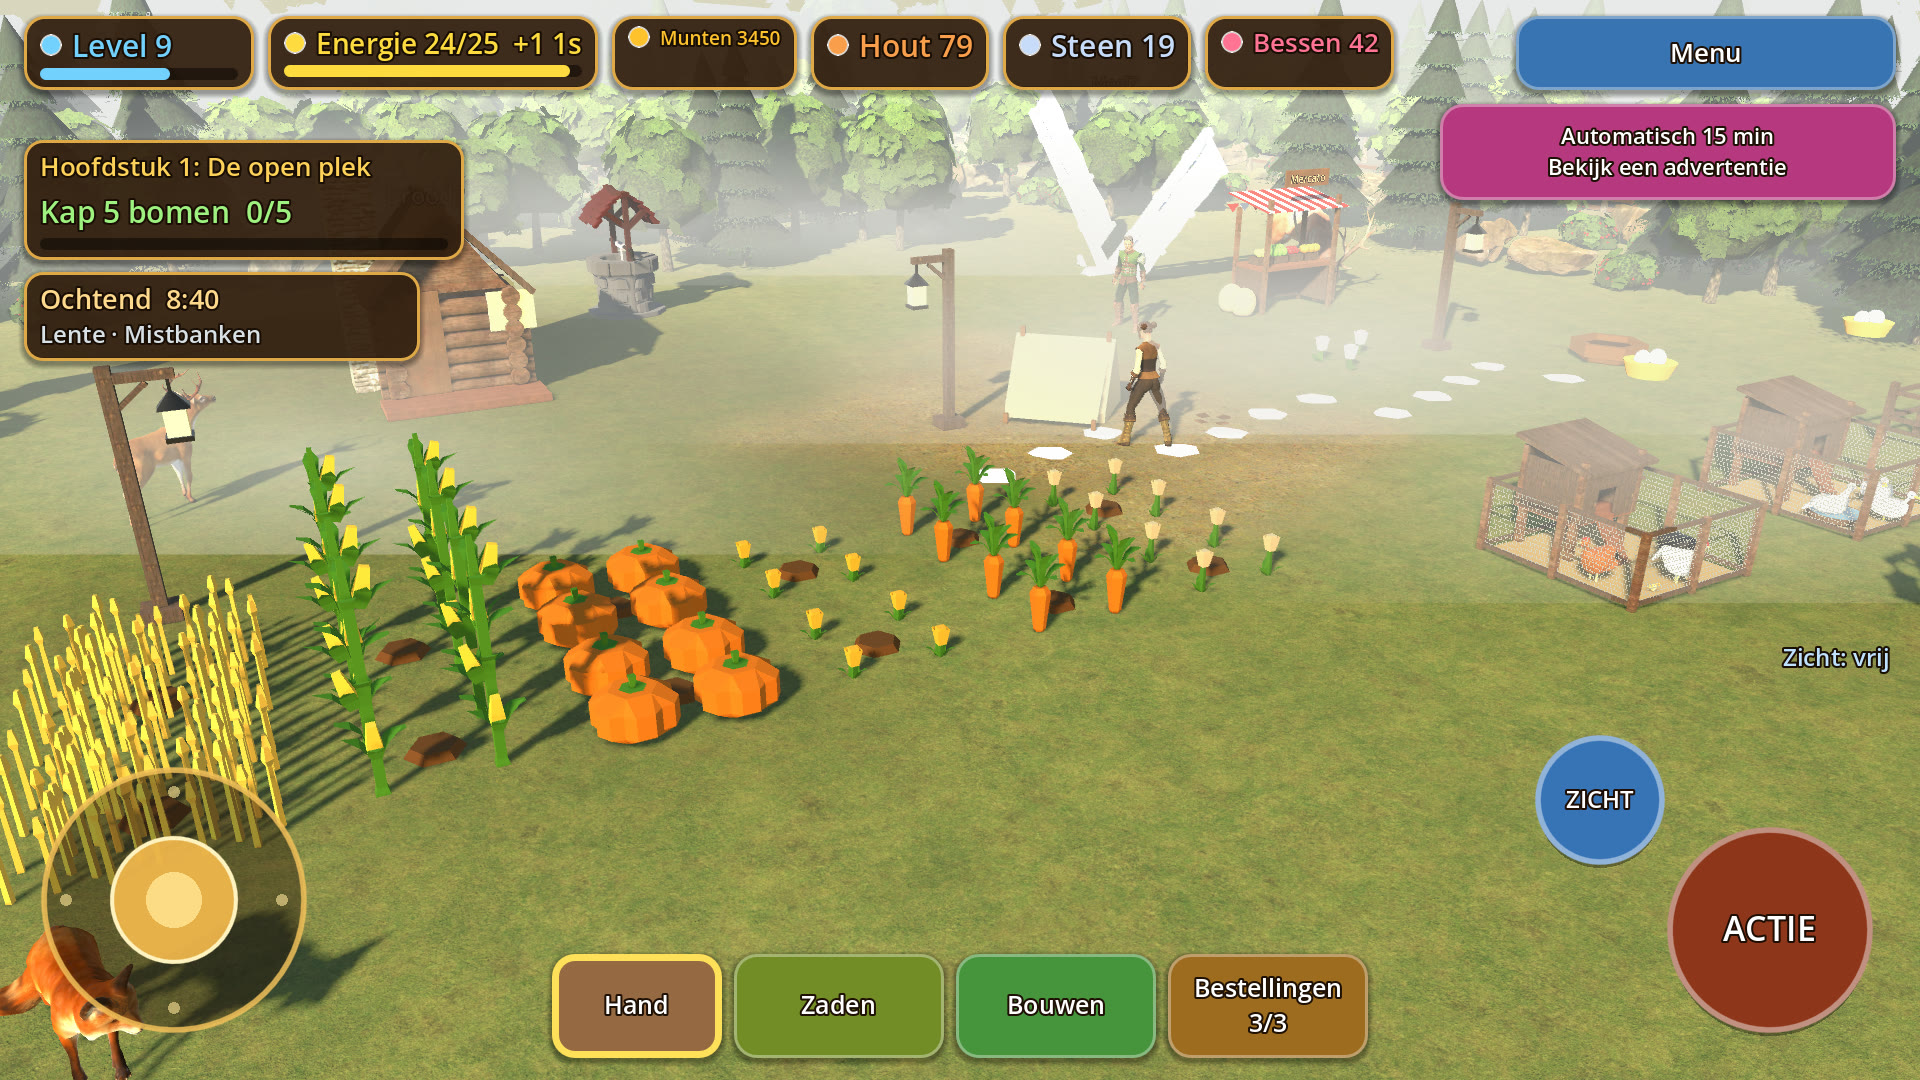 Level 9
Energie 24/25 +1 1s
Munten 3450
Hout 79
Steen 19
Bessen 42
Menu
Automatisch 15 min
Bekijk een advertentie
Hoofdstuk 1: De open plek
Kap 5 bomen 0/5
Ochtend 8:40
Lente · Mistbanken
Mercato
Zicht: vrij
ZICHT
ACTIE
Hand
Zaden
Bouwen
Bestellingen
3/3